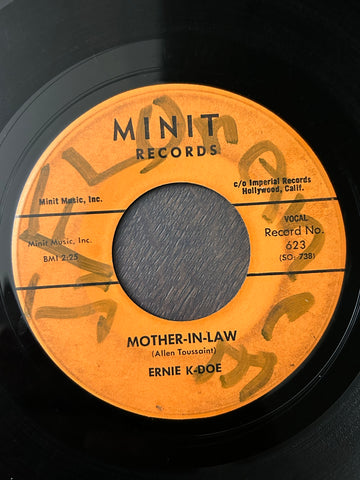 MINIT
RECORDS
c/o Imperial Records
Hollywood, Calif.
Minit Music, Inc.
VOCAL
Record No.
623
(SO-738)
Minit Music, Inc.
BMI 2:25
MOTHER-IN-LAW
(Allen Toussaint)
ERNIE K-DOE